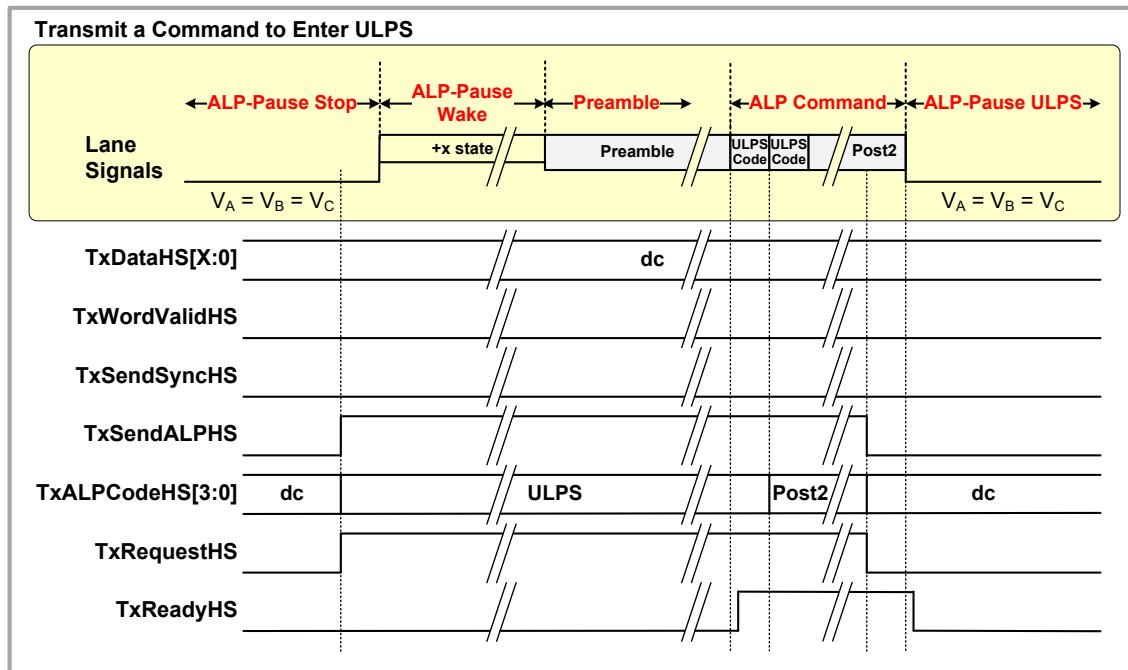 Transmit a Command to Enter ULPS
ALP-Pause Stop
ALP-Pause
Wake
Preamble
ALP Command
ALP-Pause ULPS
Lane
Signals
+x state
Preamble
ULPS
Code
ULPS
Code
Post2
VA = VB = VC
VA = VB = VC
TxDataHS[X:0]
dc
TxWordValidHS
TxSendSyncHS
TxSendALPHS
TxALPCodeHS[3:0]
dc
ULPS
Post2
dc
TxRequestHS
TxReadyHS